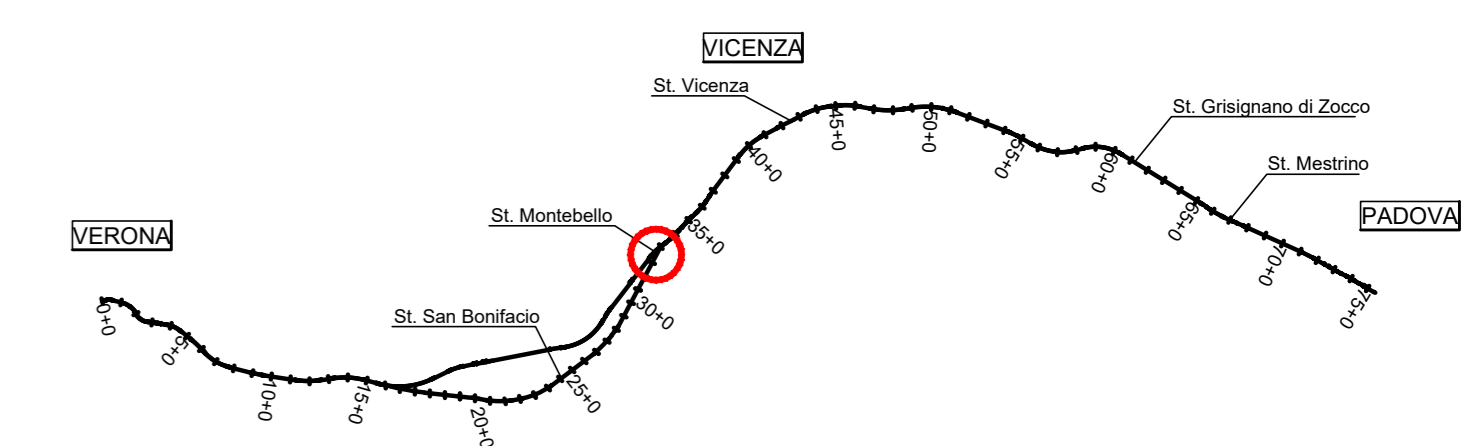 VICENZA
St. Vicenza
St. Grisignano di Zocco
St. Mestrino
St. Montebello
VERONA
PADOVA
St. San Bonifacio
0+0
5+0
10+0
15+0
20+0
25+0
30+0
35+0
40+0
45+0
50+0
55+0
60+0
65+0
70+0
75+0